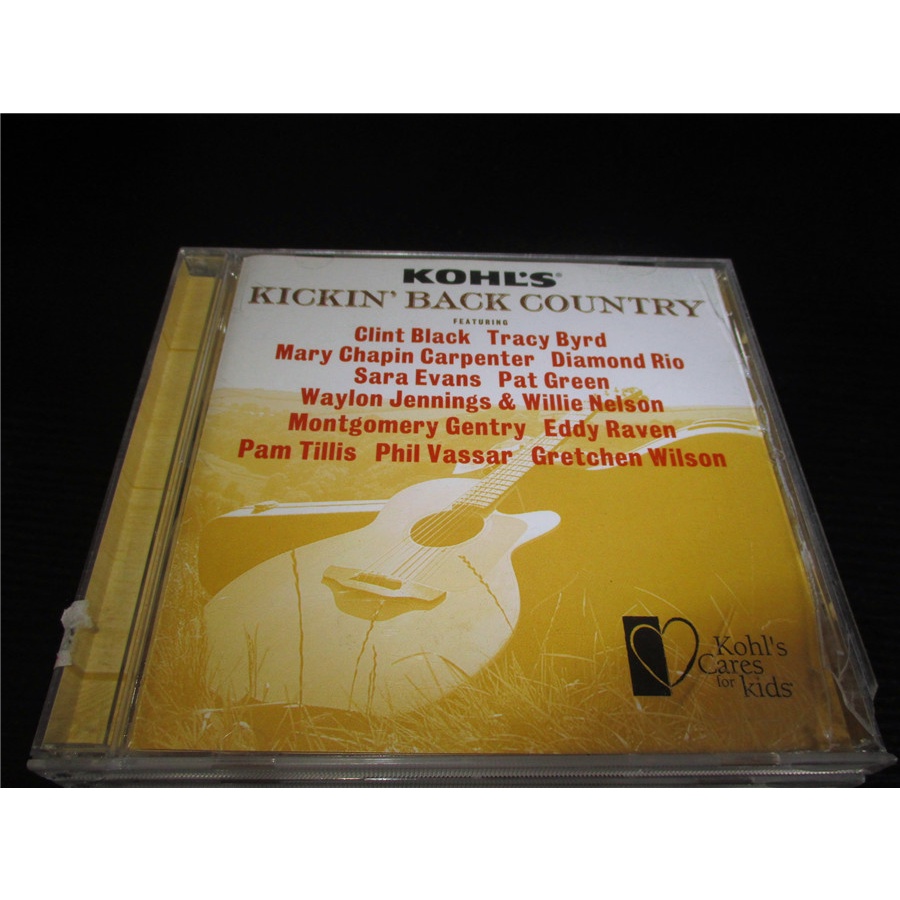 KOHL'S®
KICKIN' BACK COUNTRY
FEATURING
Clint Black Tracy Byrd
Mary Chapin Carpenter Diamond Rio
Sara Evans Pat Green
Waylon Jennings & Willie Nelson
Montgomery Gentry Eddy Raven
Pam Tillis Phil Vassar Gretchen Wilson
Kohl's
Cares
for
kids®